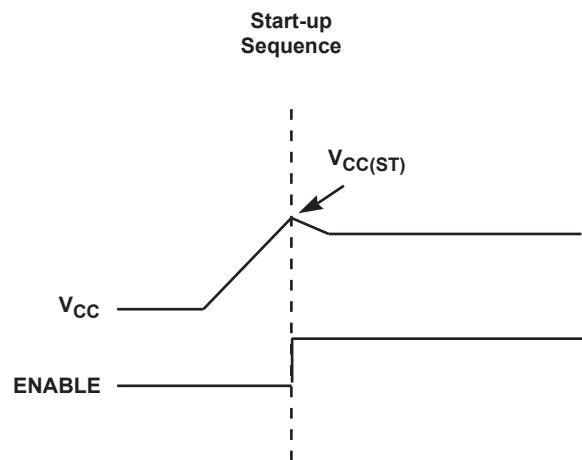 Start-up
Sequence
VCC(ST)
VCC
ENABLE